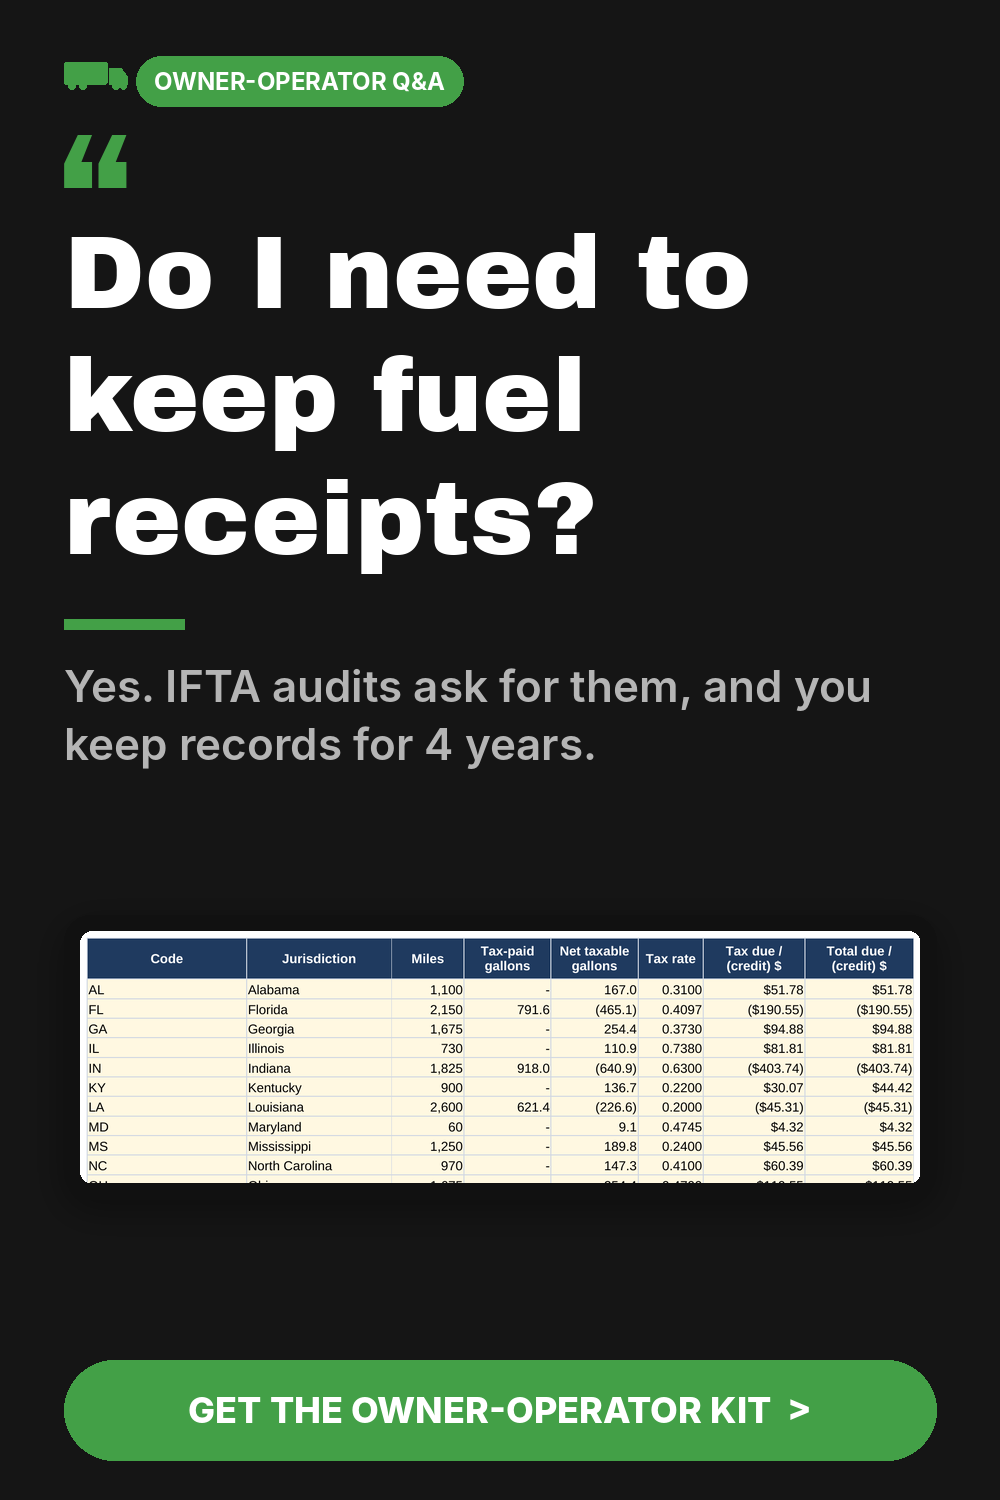 OWNER-OPERATOR Q&A
“
Do I need to
keep fuel
receipts?
Yes. IFTA audits ask for them, and you
keep records for 4 years.
Code Jurisdiction Miles Tax-paid gallons Net taxable gallons Tax rate Tax due / (credit) $ Total due / (credit) $
AL Alabama 1,100 - 167.0 0.3100 $51.78 $51.78
FL Florida 2,150 791.6 (465.1) 0.4097 ($190.55) ($190.55)
GA Georgia 1,675 - 254.4 0.3730 $94.88 $94.88
IL Illinois 730 - 110.9 0.7380 $81.81 $81.81
IN Indiana 1,825 918.0 (640.9) 0.6300 ($403.74) ($403.74)
KY Kentucky 900 - 136.7 0.2200 $30.07 $44.42
LA Louisiana 2,600 621.4 (226.6) 0.2000 ($45.31) ($45.31)
MD Maryland 60 - 9.1 0.4745 $4.32 $4.32
MS Mississippi 1,250 - 189.8 0.2400 $45.56 $45.56
NC North Carolina 970 - 147.3 0.4100 $60.39 $60.39
GET THE OWNER-OPERATOR KIT >